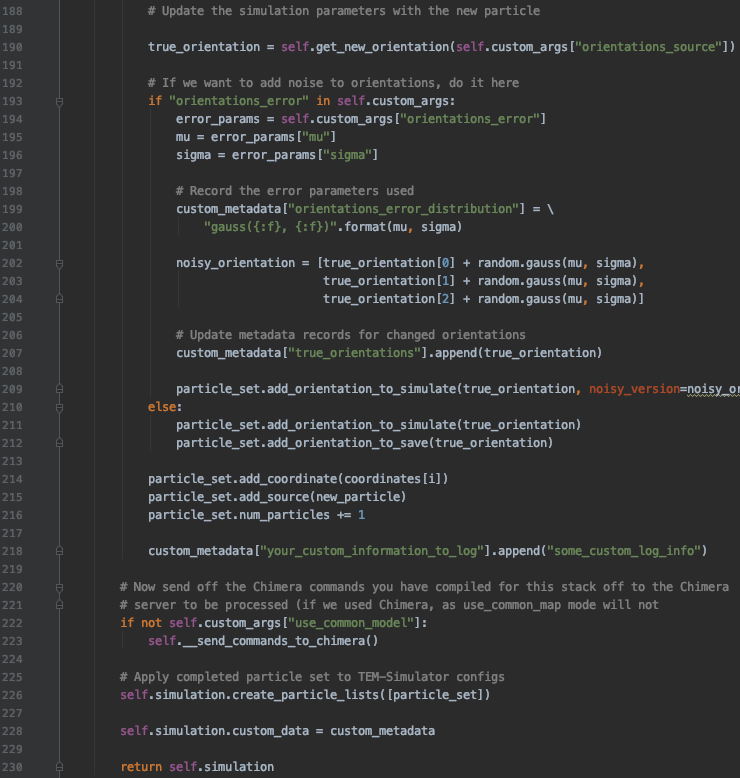 188 # Update the simulation parameters with the new particle
189
190 true_orientation = self.get_new_orientation(self.custom_args["orientations_source"])
191
192 # If we want to add noise to orientations, do it here
193 if "orientations_error" in self.custom_args:
194 error_params = self.custom_args["orientations_error"]
195 mu = error_params["mu"]
196 sigma = error_params["sigma"]
197
198 # Record the error parameters used
199 custom_metadata["orientations_error_distribution"] = \
200 "gauss({:f}, {:f})".format(mu, sigma)
201
202 noisy_orientation = [true_orientation[0] + random.gauss(mu, sigma),
203 true_orientation[1] + random.gauss(mu, sigma),
204 true_orientation[2] + random.gauss(mu, sigma)]
205
206 # Update metadata records for changed orientations
207 custom_metadata["true_orientations"].append(true_orientation)
208
209 particle_set.add_orientation_to_simulate(true_orientation, noisy_version=noisy_or
210 else:
211 particle_set.add_orientation_to_simulate(true_orientation)
212 particle_set.add_orientation_to_save(true_orientation)
213
214 particle_set.add_coordinate(coordinates[i])
215 particle_set.add_source(new_particle)
216 particle_set.num_particles += 1
217
218 custom_metadata["your_custom_information_to_log"].append("some_custom_log_info")
219
220 # Now send off the Chimera commands you have compiled for this stack off to the Chimera
221 # server to be processed (if we used Chimera, as use_common_map mode will not
222 if not self.custom_args["use_common_model"]:
223 self.__send_commands_to_chimera()
224
225 # Apply completed particle set to TEM-Simulator configs
226 self.simulation.create_particle_lists([particle_set])
227
228 self.simulation.custom_data = custom_metadata
229
230 return self.simulation